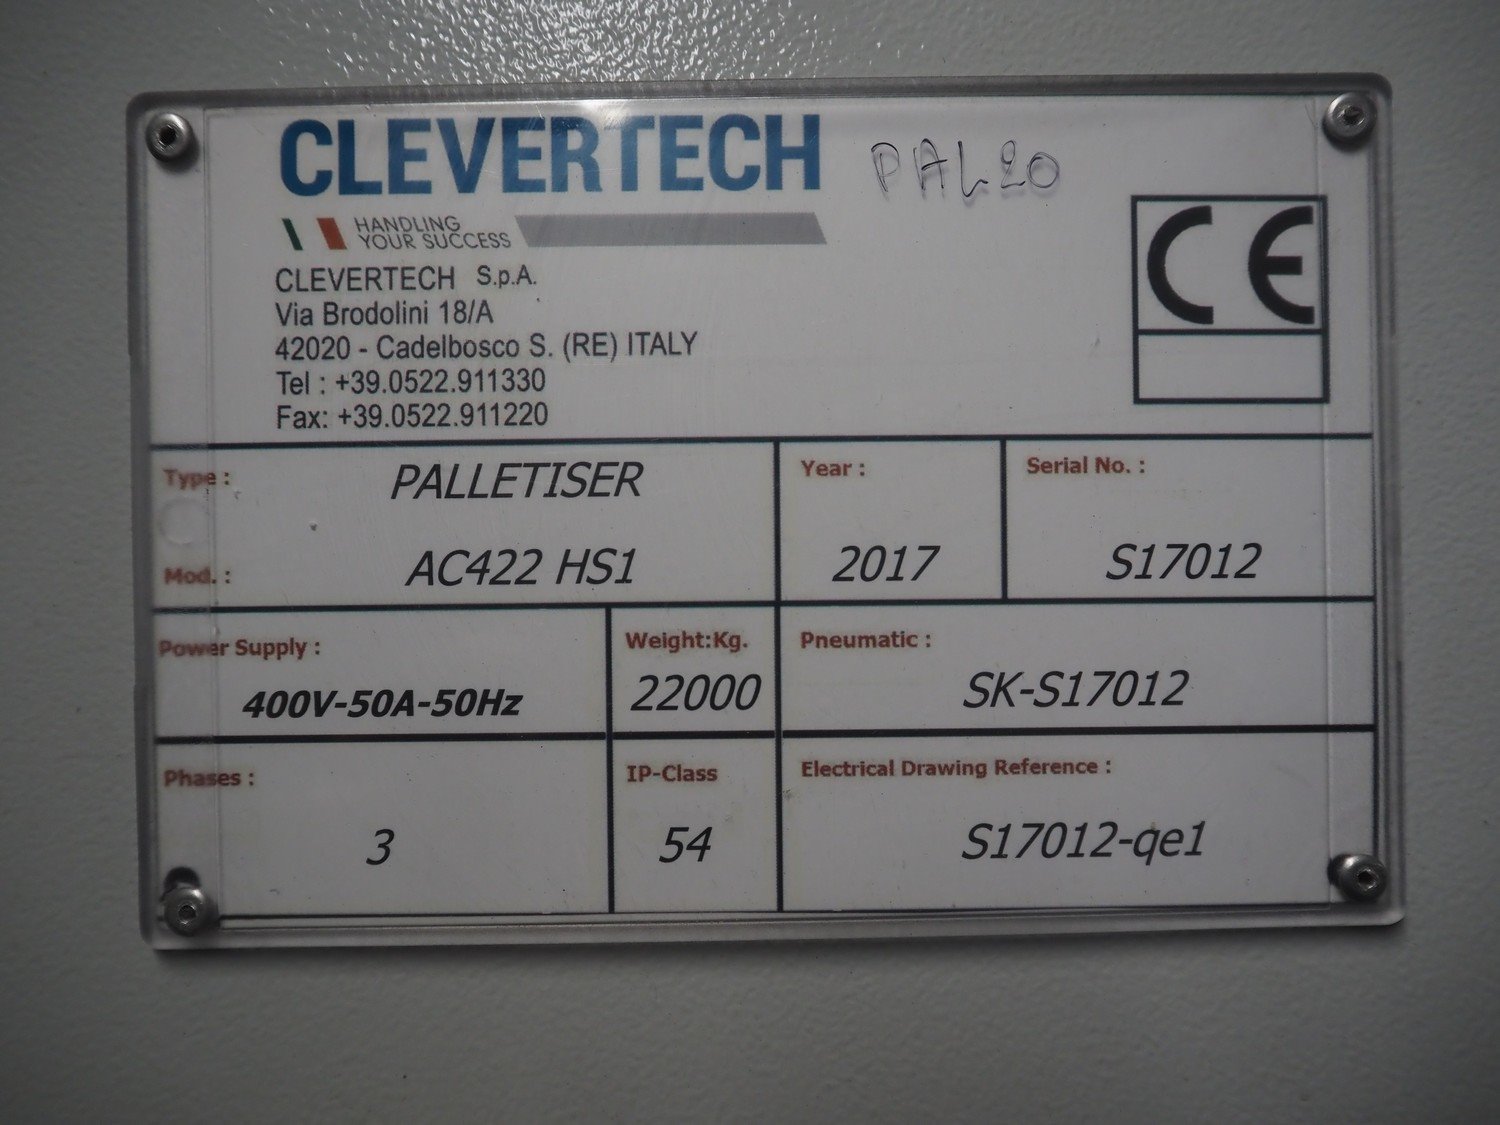 CLEVERTECH PAL20
HANDLING
YOUR SUCCESS
CE
CLEVERTECH S.p.A.
Via Brodolini 18/A
42020 - Cadelbosco S. (RE) ITALY
Tel : +39.0522.911330
Fax: +39.0522.911220
Type : PALLETISER
Mod. : AC422 HS1
Year :
2017
Serial No. :
S17012
Power Supply :
400V-50A-50Hz
Weight:Kg.
22000
Pneumatic :
SK-S17012
Phases :
3
IP-Class
54
Electrical Drawing Reference :
S17012-qe1